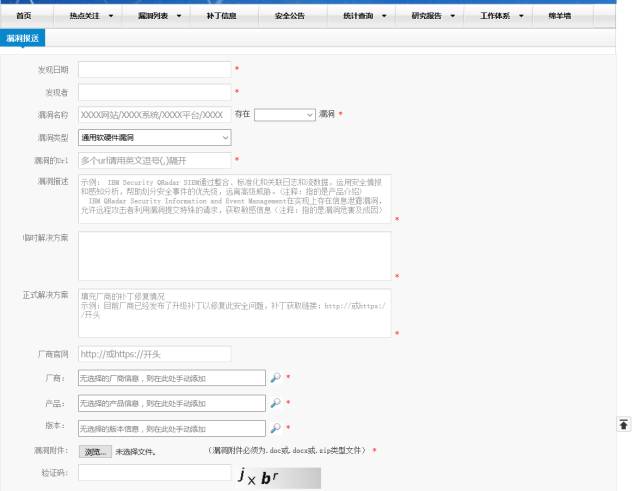 首页 热点关注 漏洞列表 补丁信息 安全公告 统计查询 研究报告 工作体系 绵羊墙
漏洞报送
发现日期 *
发现者 *
漏洞名称 XXXX网站/XXXX系统/XXXX平台/XXXX 存在 漏洞 *
漏洞类型 通用软硬件漏洞
漏洞的Url 多个url请用英文逗号(,)隔开 *
漏洞描述 示例: IBM Security QRadar SIEM通过整合、标准化和关联日志和流数据，运用安全情报
和感知分析，帮助划分安全事件的优先级，远离高级威胁。(注释：指的是产品介绍)
IBM Security QRadar Security Information and Event Management在实现上存在信息泄露漏洞，
允许远程攻击者利用漏洞提交特殊的请求，获取敏感信息（注释：指的是漏洞危害及成因）
*
临时解决方案
*
正式解决方案 填充厂商的补丁修复情况
示例：目前厂商已经发布了升级补丁以修复此安全问题，补丁获取链接：http://或https:/
/开头
*
厂商官网 http://或https://开头
厂商： 无选择的厂商信息，则在此处手动添加 *
产品： 无选择的产品信息，则在此处手动添加 *
版本： 无选择的版本信息，则在此处手动添加 *
漏洞附件： 浏览... 未选择文件。 （漏洞附件必须为.doc或.docx或.zip类型文件） *
验证码： j x b r